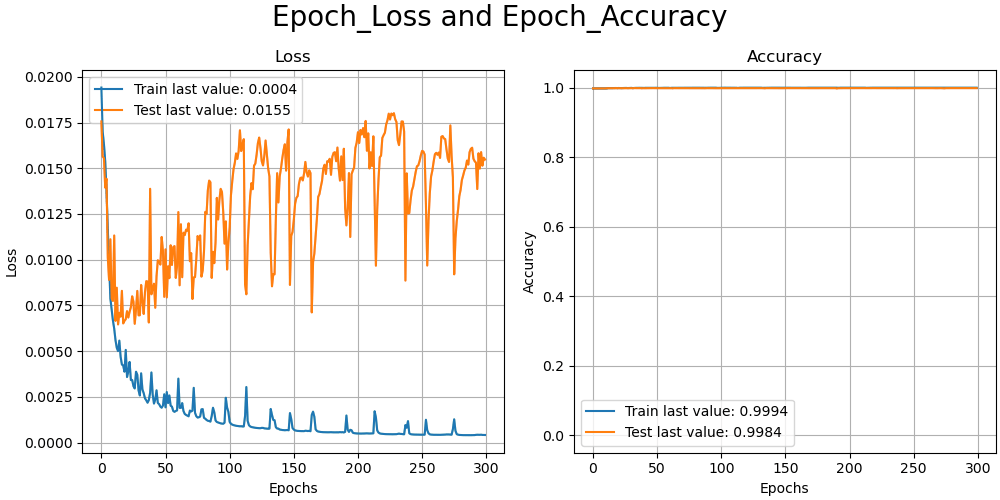 Epoch_Loss and Epoch_Accuracy
Loss
Train last value: 0.0004
Test last value: 0.0155
0.0200
0.0175
0.0150
0.0125
0.0100
0.0075
0.0050
0.0025
0.0000
Loss
0 50 100 150 200 250 300
Epochs
Accuracy
1.0
0.8
0.6
0.4
0.2
0.0
Accuracy
Train last value: 0.9994
Test last value: 0.9984
0 50 100 150 200 250 300
Epochs